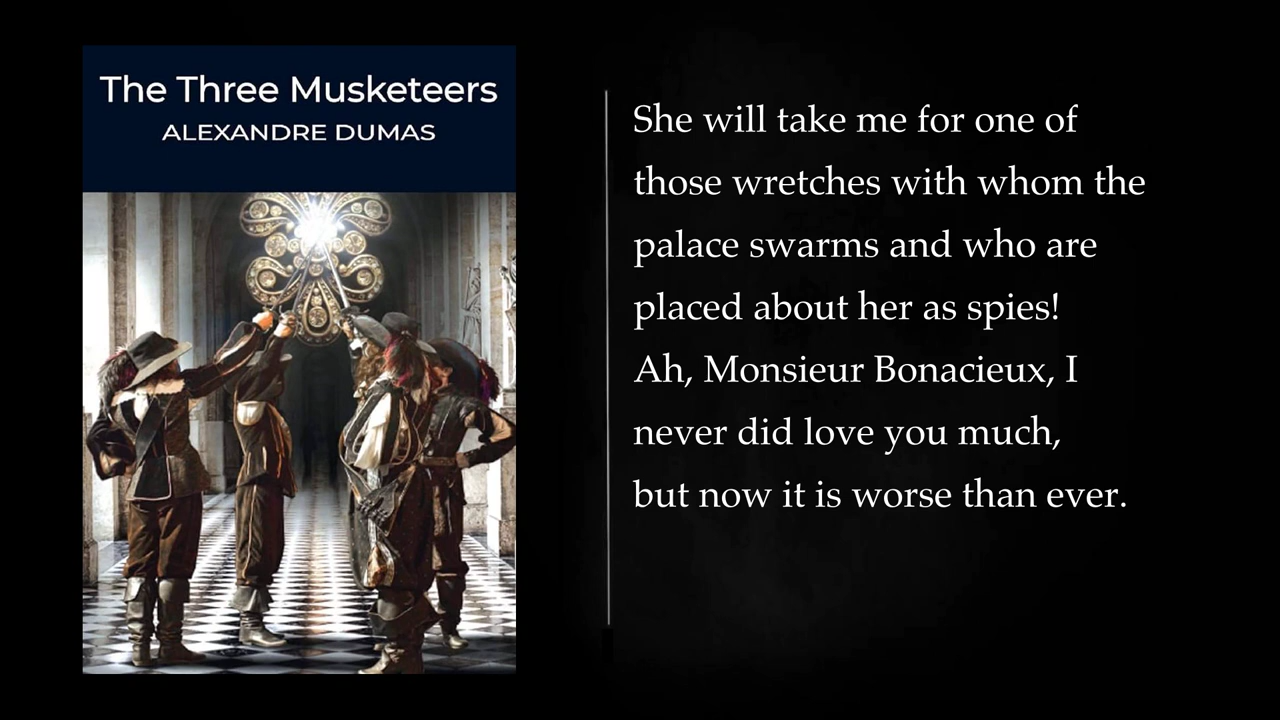 The Three Musketeers
ALEXANDRE DUMAS
She will take me for one of
those wretches with whom the
palace swarms and who are
placed about her as spies!
Ah, Monsieur Bonacieux, I
never did love you much,
but now it is worse than ever.